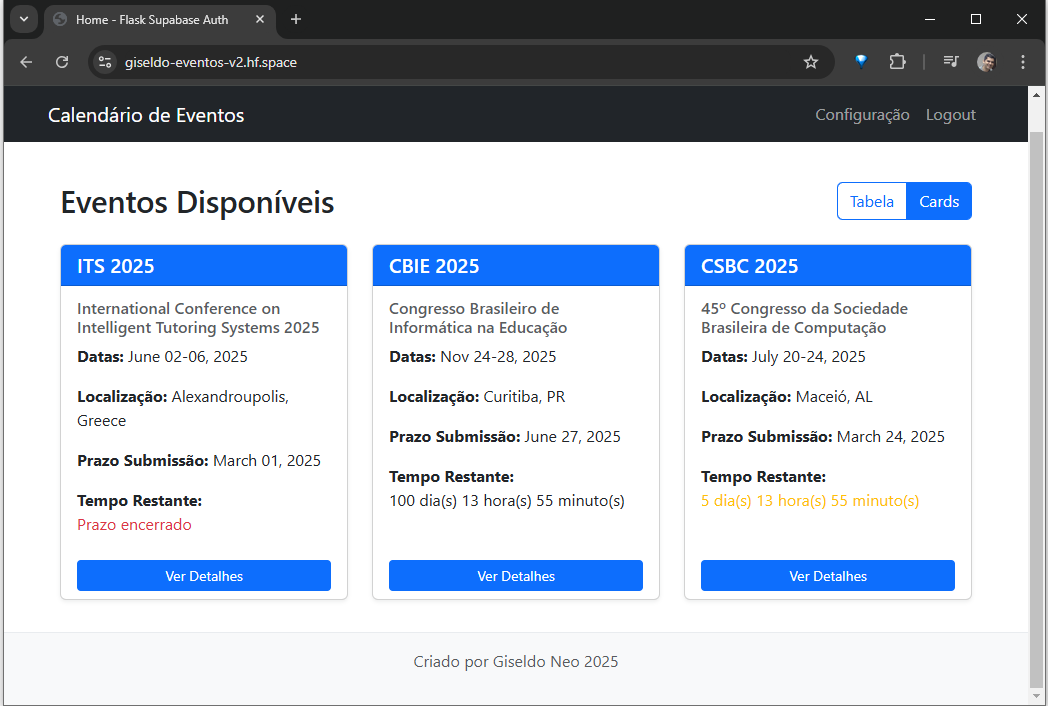 Home - Flask Supabase Auth
giseldo-eventos-v2.hf.space
Calendário de Eventos
Configuração
Logout
Eventos Disponíveis
Tabela
Cards
ITS 2025
International Conference on
Intelligent Tutoring Systems 2025
Datas: June 02-06, 2025
Localização: Alexandroupolis,
Greece
Prazo Submissão: March 01, 2025
Tempo Restante:
Prazo encerrado
Ver Detalhes
CBIE 2025
Congresso Brasileiro de
Informática na Educação
Datas: Nov 24-28, 2025
Localização: Curitiba, PR
Prazo Submissão: June 27, 2025
Tempo Restante:
100 dia(s) 13 hora(s) 55 minuto(s)
Ver Detalhes
CSBC 2025
45º Congresso da Sociedade
Brasileira de Computação
Datas: July 20-24, 2025
Localização: Maceió, AL
Prazo Submissão: March 24, 2025
Tempo Restante:
5 dia(s) 13 hora(s) 55 minuto(s)
Ver Detalhes
Criado por Giseldo Neo 2025